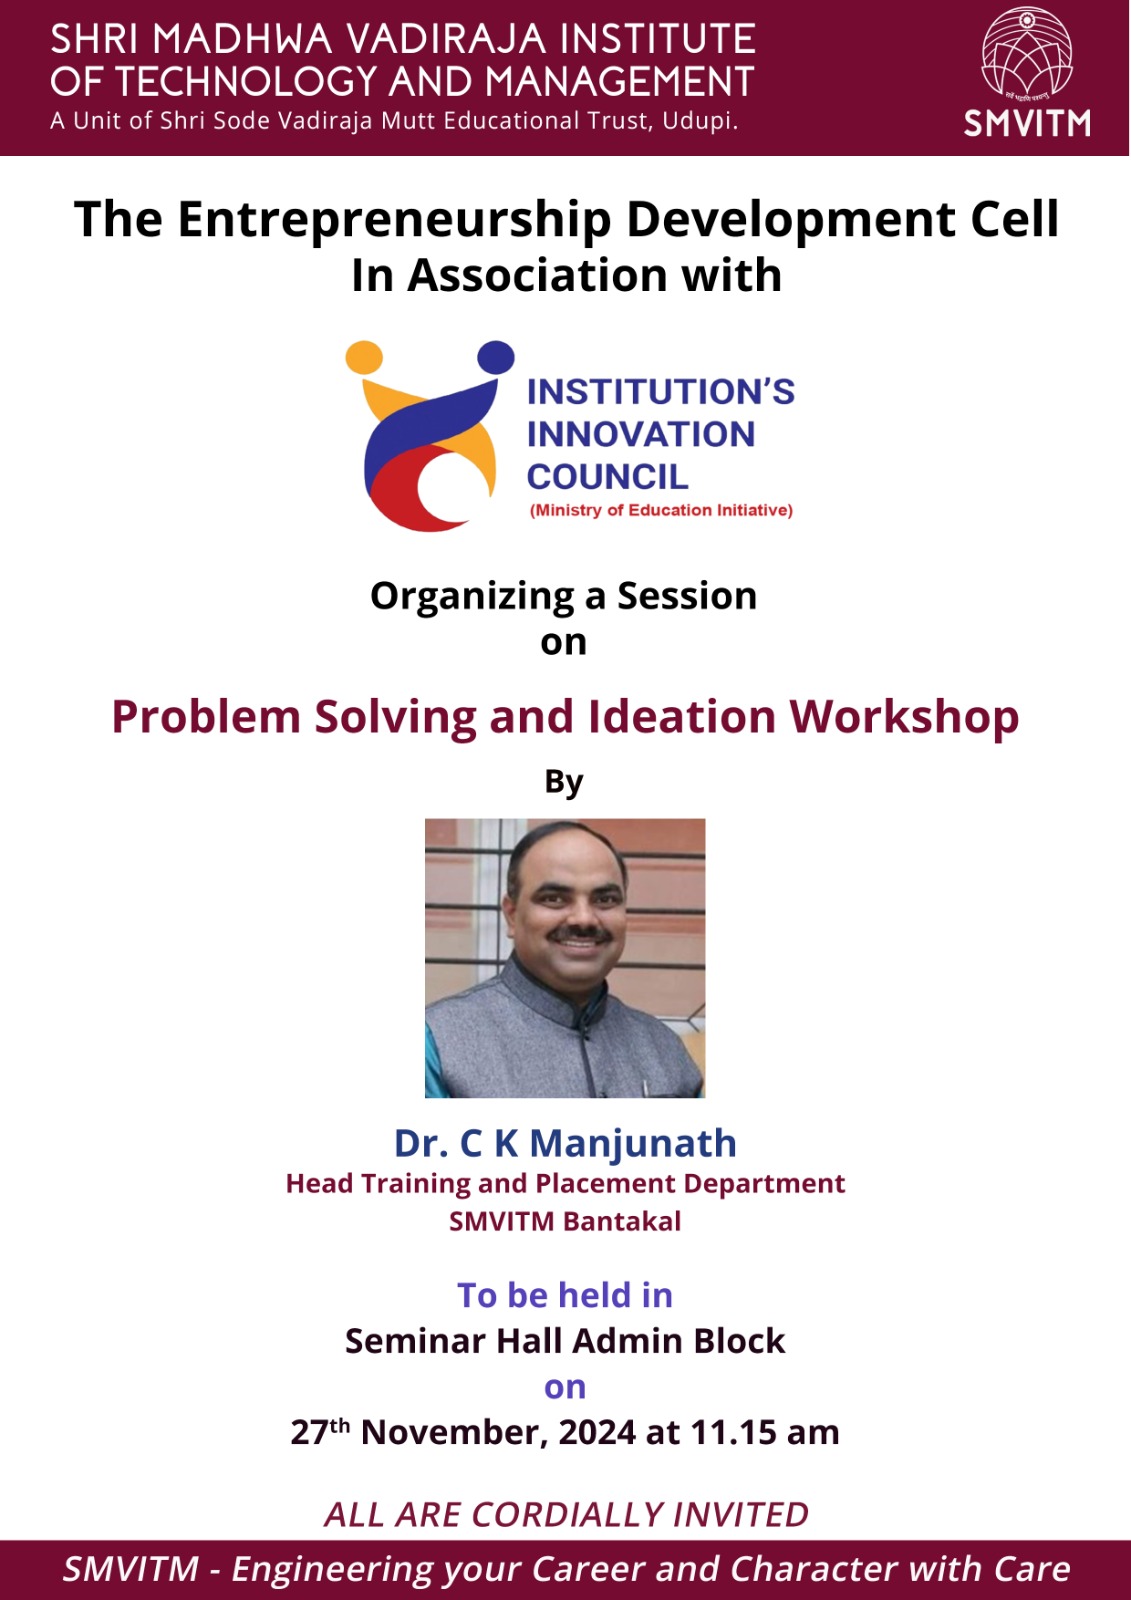 SHRI MADHWA VADIRAJA INSTITUTE
OF TECHNOLOGY AND MANAGEMENT
A Unit of Shri Sode Vadiraja Mutt Educational Trust, Udupi.
SMVITM
The Entrepreneurship Development Cell
In Association with
INSTITUTION'S
INNOVATION
COUNCIL
(Ministry of Education Initiative)
Organizing a Session
on
Problem Solving and Ideation Workshop
By
Dr. C K Manjunath
Head Training and Placement Department
SMVITM Bantakal
To be held in
Seminar Hall Admin Block
on
27th November, 2024 at 11.15 am
ALL ARE CORDIALLY INVITED
SMVITM - Engineering your Career and Character with Care